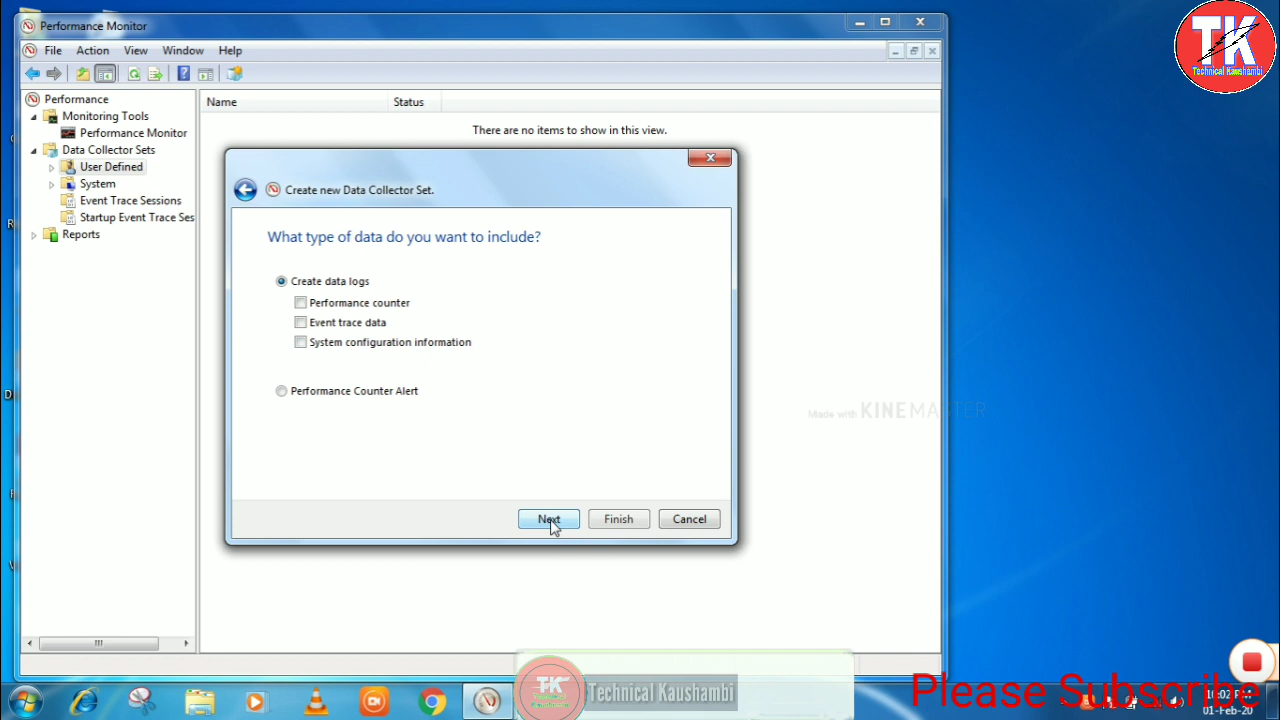 Performance Monitor
File Action View Window Help
Performance
Monitoring Tools
Performance Monitor
Data Collector Sets
User Defined
System
Event Trace Sessions
Startup Event Trace Ses
Reports
Name Status
There are no items to show in this view.
Create new Data Collector Set.
What type of data do you want to include?
Create data logs
Performance counter
Event trace data
System configuration information
Performance Counter Alert
Next Finish Cancel
Made with KINEMASTER
TK
Technical Kaushambi
TK
Technical Kaushambi
Please Subscribe
10:02 PM
01-Feb-20